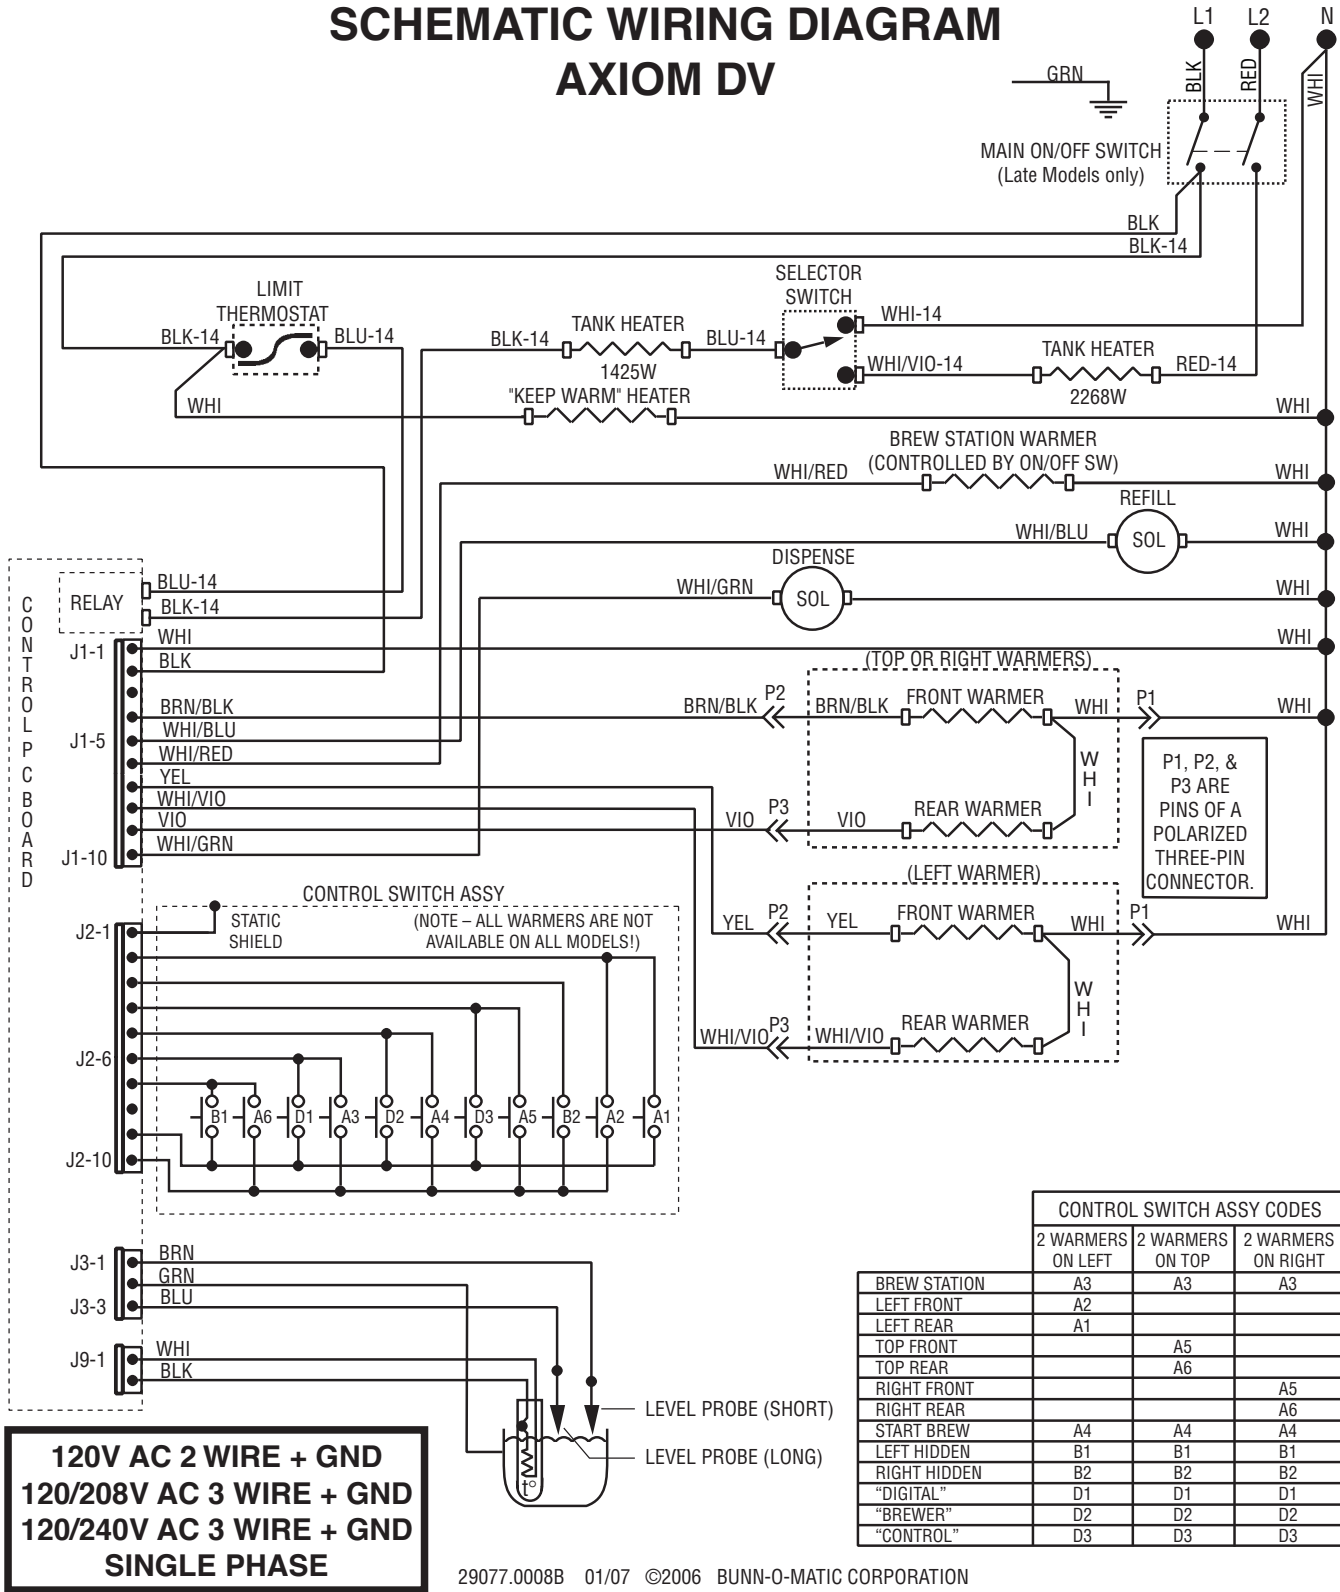 SCHEMATIC WIRING DIAGRAM
AXIOM DV
L1
L2
N
GRN
BLK
RED
WHI
MAIN ON/OFF SWITCH
(Late Models only)
BLK
BLK-14
LIMIT
THERMOSTAT
BLK-14
BLU-14
SELECTOR
SWITCH
WHI-14
TANK HEATER
BLK-14
BLU-14
1425W
TANK HEATER
WHI/VIO-14
RED-14
2268W
"KEEP WARM" HEATER
WHI
WHI
BREW STATION WARMER
(CONTROLLED BY ON/OFF SW)
WHI/RED
WHI
REFILL
WHI/BLU
SOL
WHI
DISPENSE
WHI/GRN
SOL
WHI
CONTROL P C BOARD
RELAY
BLU-14
BLK-14
J1-1
WHI
WHI
BLK
BRN/BLK
J1-5
WHI/BLU
WHI/RED
YEL
WHI/VIO
VIO
J1-10
WHI/GRN
(TOP OR RIGHT WARMERS)
BRN/BLK
P2
BRN/BLK
FRONT WARMER
WHI
P1
WHI
WHI
VIO
P3
VIO
REAR WARMER
P1, P2, &
P3 ARE
PINS OF A
POLARIZED
THREE-PIN
CONNECTOR.
(LEFT WARMER)
YEL
P2
YEL
FRONT WARMER
WHI
P1
WHI
WHI
WHI/VIO
P3
WHI/VIO
REAR WARMER
CONTROL SWITCH ASSY
J2-1
STATIC
SHIELD
(NOTE – ALL WARMERS ARE NOT
AVAILABLE ON ALL MODELS!)
J2-6
B1 A6 D1 A3 D2 A4 D3 A5 B2 A2 A1
J2-10
J3-1
BRN
GRN
J3-3
BLU
J9-1
WHI
BLK
LEVEL PROBE (SHORT)
LEVEL PROBE (LONG)
t°
CONTROL SWITCH ASSY CODES
2 WARMERS ON LEFT 2 WARMERS ON TOP 2 WARMERS ON RIGHT
BREW STATION A3 A3 A3
LEFT FRONT A2
LEFT REAR A1
TOP FRONT A5
TOP REAR A6
RIGHT FRONT A5
RIGHT REAR A6
START BREW A4 A4 A4
LEFT HIDDEN B1 B1 B1
RIGHT HIDDEN B2 B2 B2
“DIGITAL” D1 D1 D1
“BREWER” D2 D2 D2
“CONTROL” D3 D3 D3
120V AC 2 WIRE + GND
120/208V AC 3 WIRE + GND
120/240V AC 3 WIRE + GND
SINGLE PHASE
29077.0008B 01/07 ©2006 BUNN-O-MATIC CORPORATION